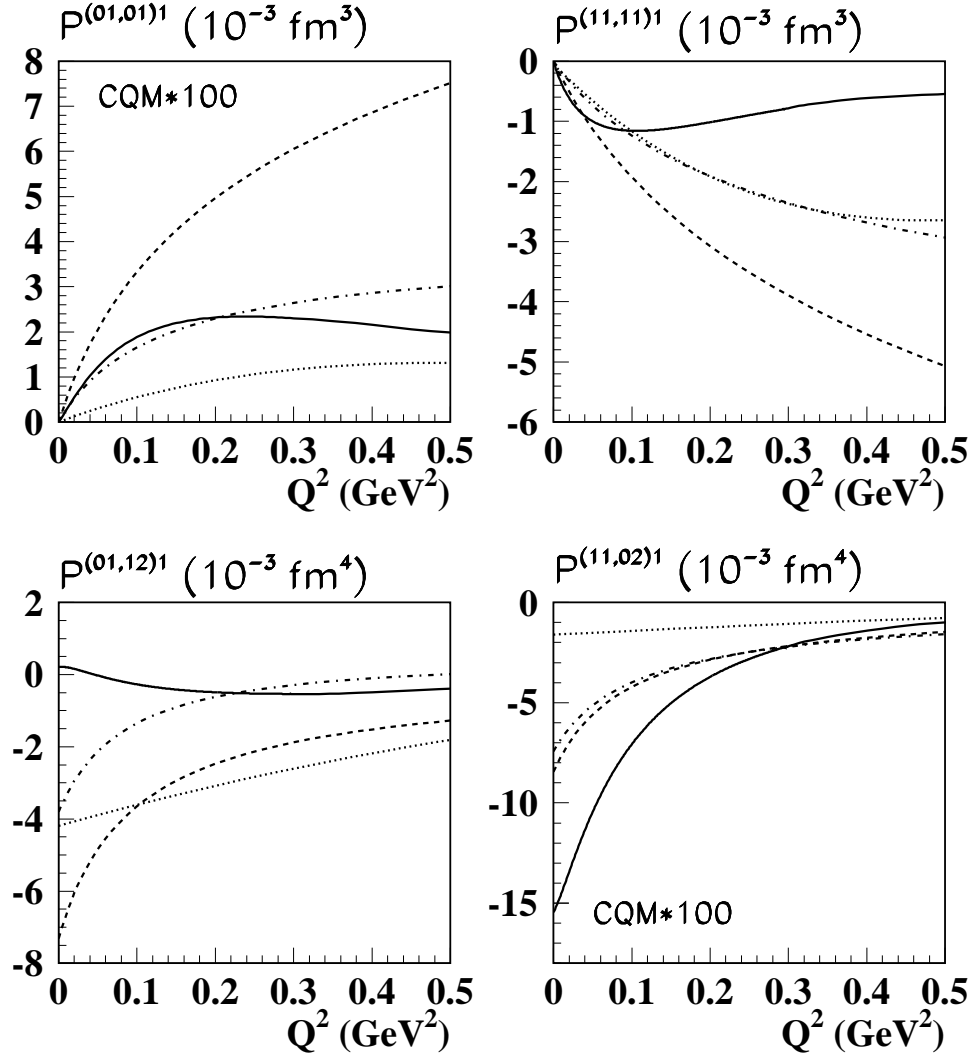 P^(01,01)1 (10^-3 fm^3)
8
7
6
5
4
3
2
1
0
CQM*100
0 0.1 0.2 0.3 0.4 0.5
Q^2 (GeV^2)
P^(11,11)1 (10^-3 fm^3)
0
-1
-2
-3
-4
-5
-6
0 0.1 0.2 0.3 0.4 0.5
Q^2 (GeV^2)
P^(01,12)1 (10^-3 fm^4)
2
0
-2
-4
-6
-8
0 0.1 0.2 0.3 0.4 0.5
Q^2 (GeV^2)
P^(11,02)1 (10^-3 fm^4)
0
-5
-10
-15
CQM*100
0 0.1 0.2 0.3 0.4 0.5
Q^2 (GeV^2)